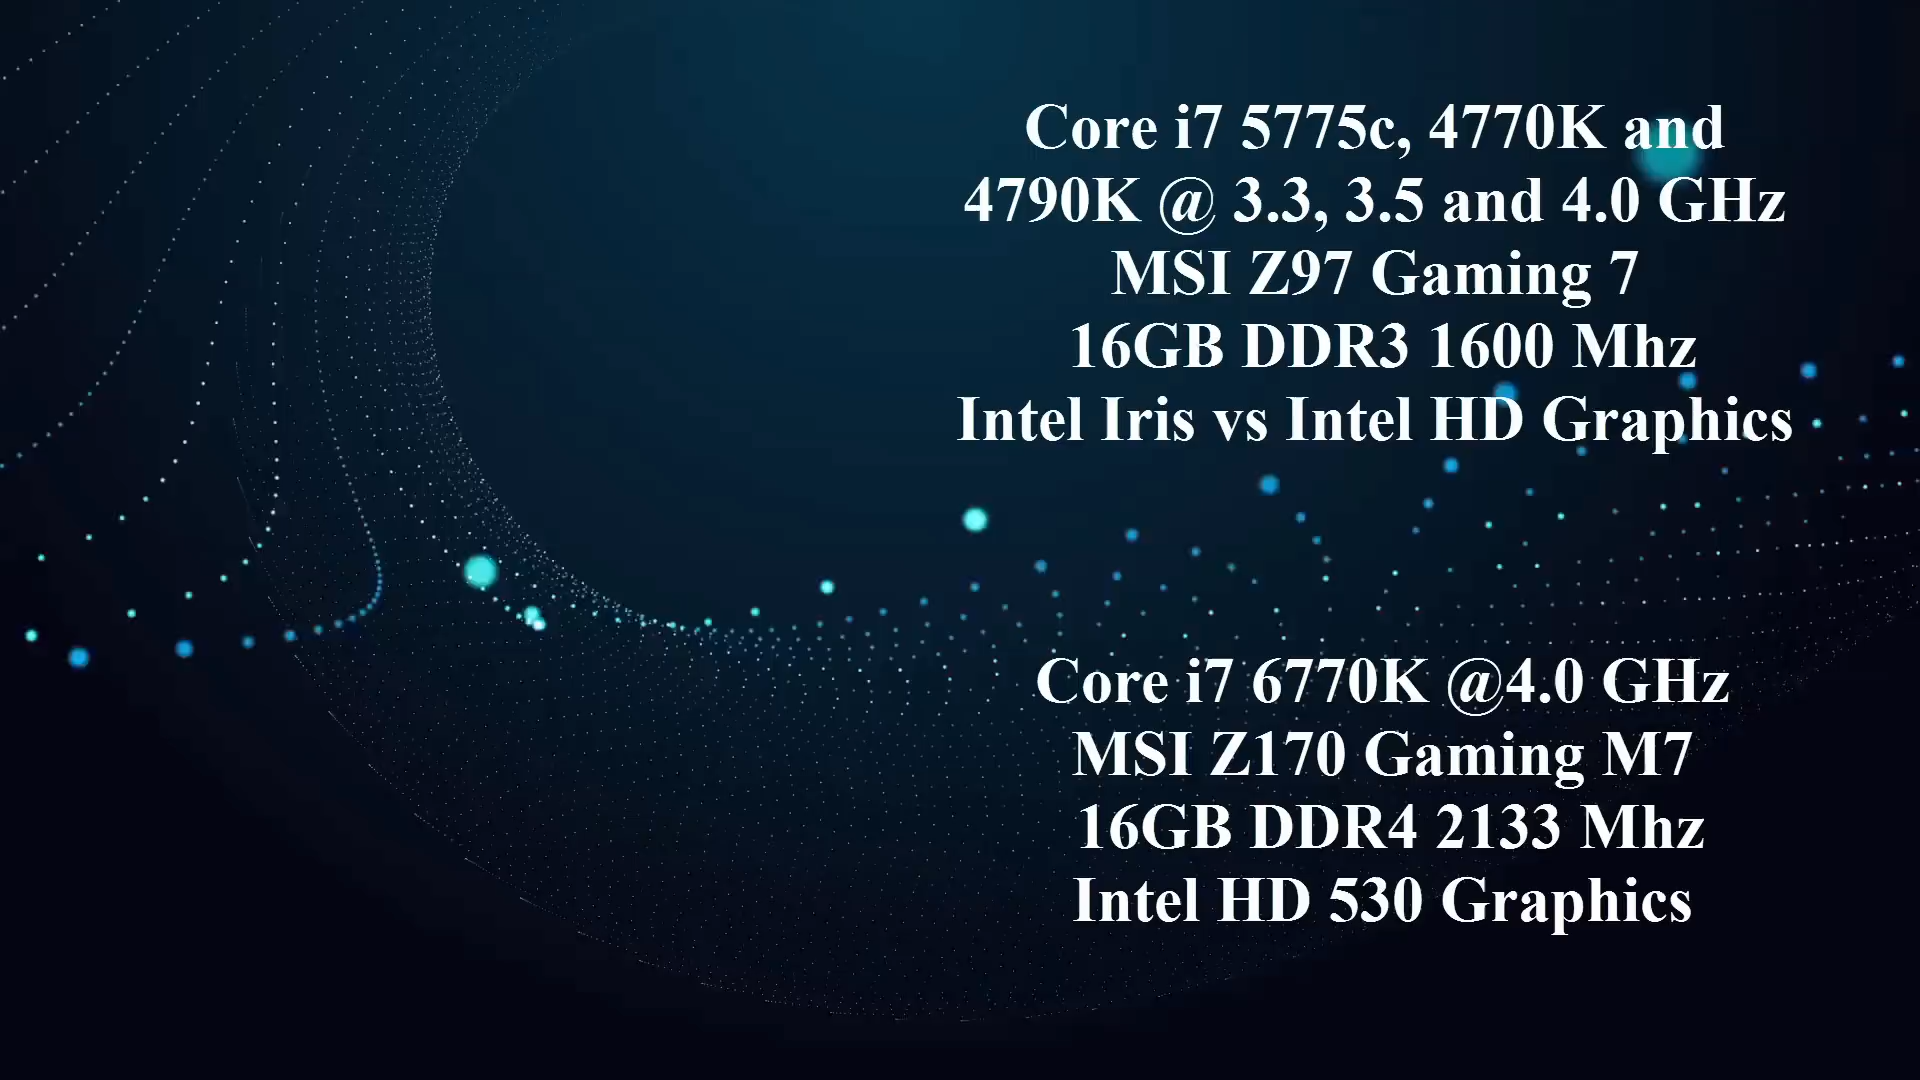 Core i7 5775c, 4770K and
4790K @ 3.3, 3.5 and 4.0 GHz
MSI Z97 Gaming 7
16GB DDR3 1600 Mhz
Intel Iris vs Intel HD Graphics
Core i7 6770K @4.0 GHz
MSI Z170 Gaming M7
16GB DDR4 2133 Mhz
Intel HD 530 Graphics